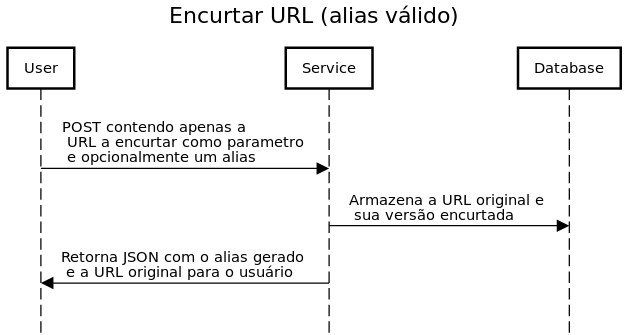 Encurtar URL (alias válido)
User
Service
Database
POST contendo apenas a
URL a encurtar como parametro
e opcionalmente um alias
Armazena a URL original e
sua versão encurtada
Retorna JSON com o alias gerado
e a URL original para o usuário